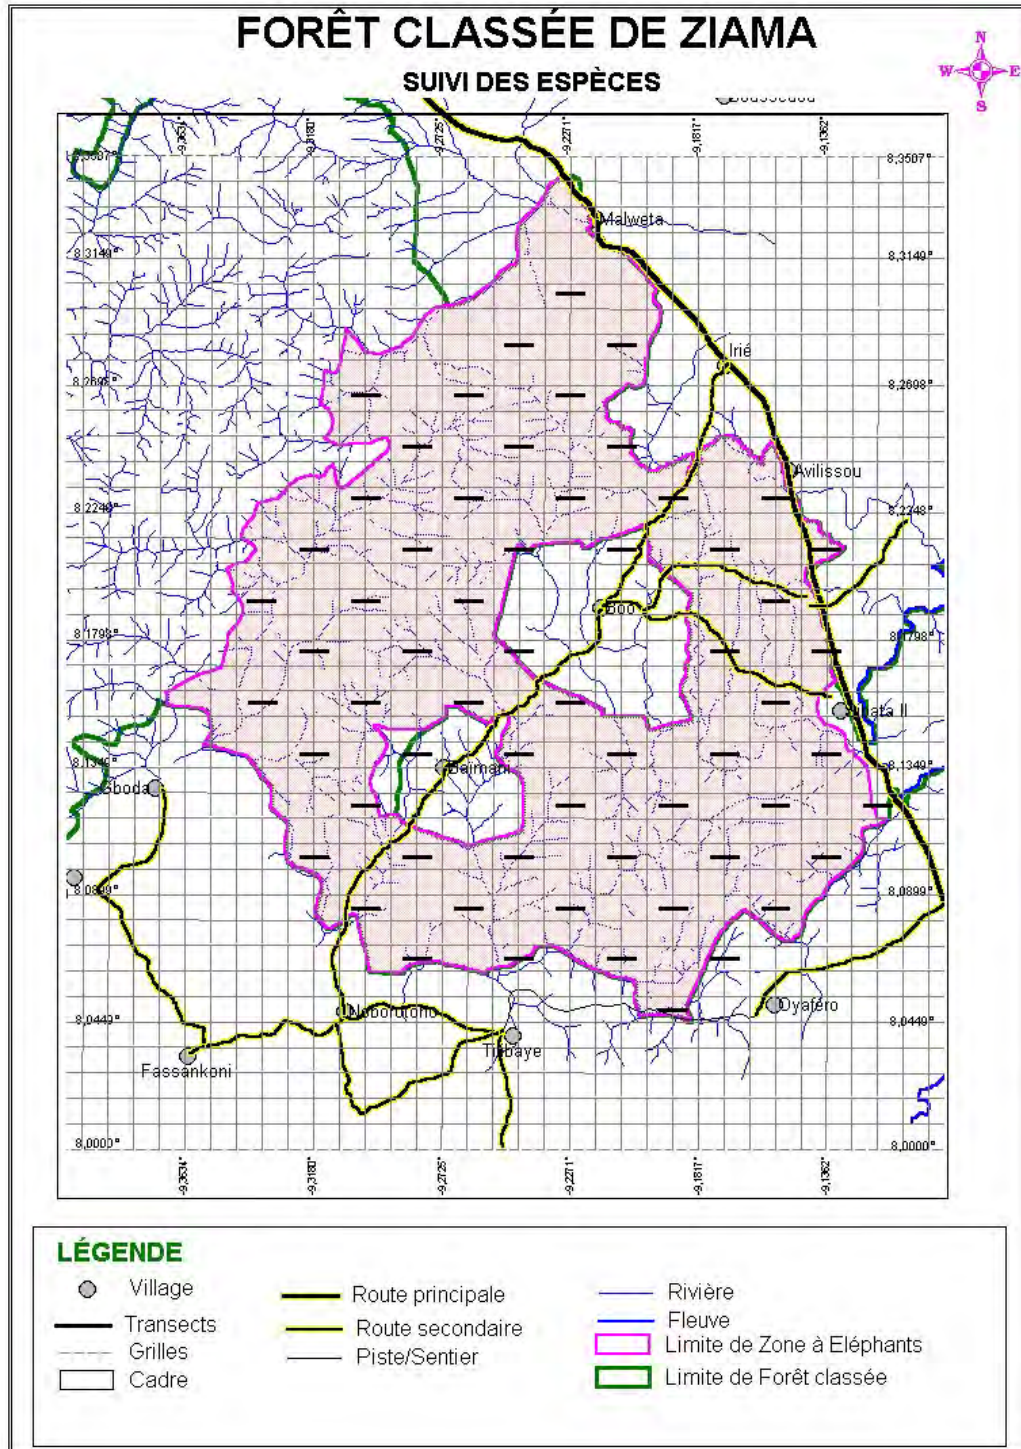 FORÊT CLASSÉE DE ZIAMA
SUIVI DES ESPÈCES
N
W E
S
-9,3634° -9,3180° -9,2725° -9,2271° -9,1817° -9,1362°
8,3507° 8,3507°
Malweta
8,3149° 8,3149°
Irié
8,2698° 8,2698°
Avilissou
8,2248° 8,2248°
Boo
8,1798° 8,1798°
8,1349° Baimani 8,1349°
Gboda
8,0899° 8,0899°
Oyaféro
8,0449° Noborotono 8,0449°
Fassankoni
8,0000° 8,0000°
-9,3634° -9,3180° -9,2725° -9,2271° -9,1817° -9,1362°
LÉGENDE
Village Route principale Rivière
Transects Route secondaire Fleuve
Grilles Piste/Sentier Limite de Zone à Eléphants
Cadre Limite de Forêt classée